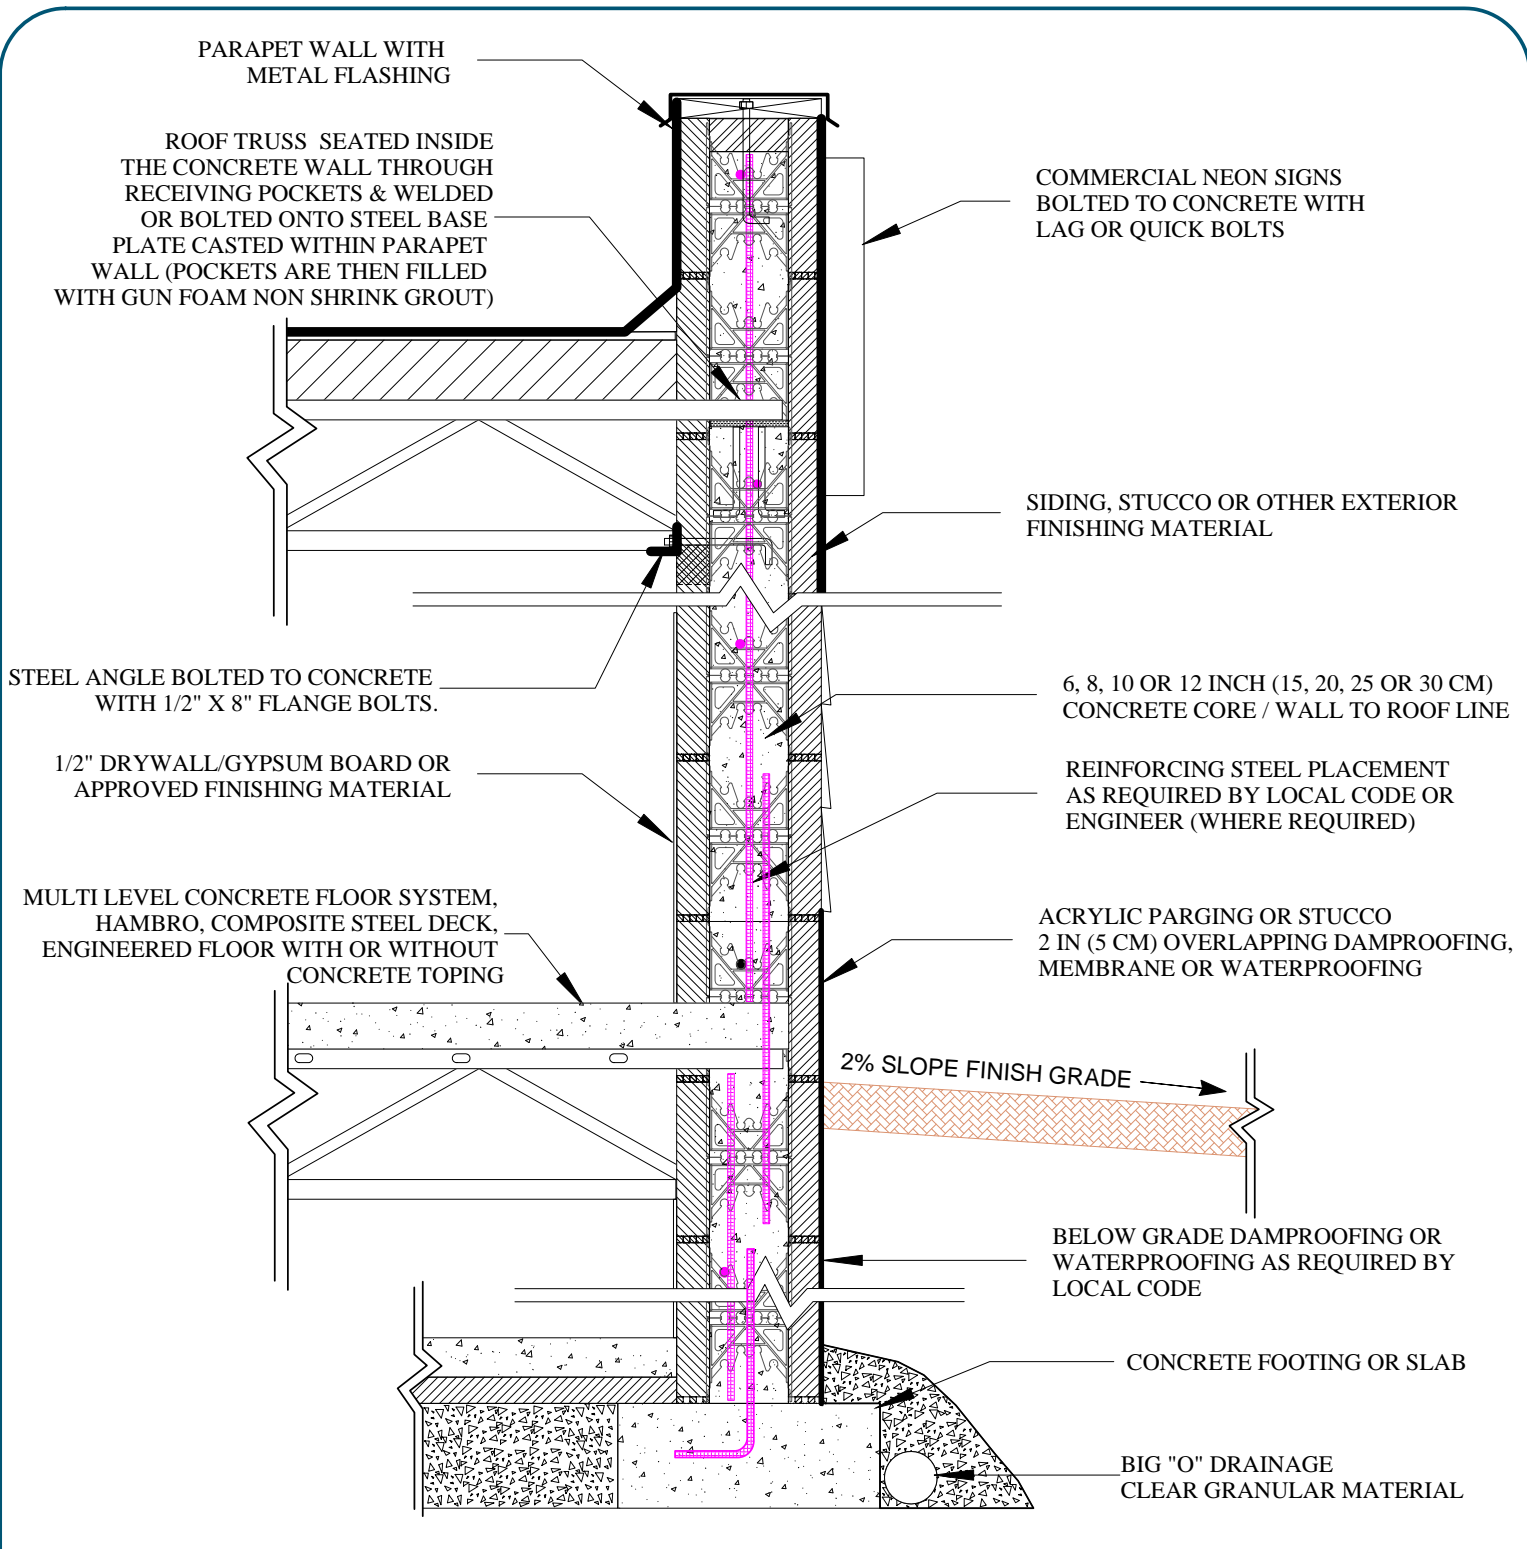 PARAPET WALL WITH
METAL FLASHING
ROOF TRUSS SEATED INSIDE
THE CONCRETE WALL THROUGH
RECEIVING POCKETS & WELDED
OR BOLTED ONTO STEEL BASE
PLATE CASTED WITHIN PARAPET
WALL (POCKETS ARE THEN FILLED
WITH GUN FOAM NON SHRINK GROUT)
COMMERCIAL NEON SIGNS
BOLTED TO CONCRETE WITH
LAG OR QUICK BOLTS
SIDING, STUCCO OR OTHER EXTERIOR
FINISHING MATERIAL
STEEL ANGLE BOLTED TO CONCRETE
WITH 1/2" X 8" FLANGE BOLTS.
6, 8, 10 OR 12 INCH (15, 20, 25 OR 30 CM)
CONCRETE CORE / WALL TO ROOF LINE
1/2" DRYWALL/GYPSUM BOARD OR
APPROVED FINISHING MATERIAL
REINFORCING STEEL PLACEMENT
AS REQUIRED BY LOCAL CODE OR
ENGINEER (WHERE REQUIRED)
MULTI LEVEL CONCRETE FLOOR SYSTEM,
HAMBRO, COMPOSITE STEEL DECK,
ENGINEERED FLOOR WITH OR WITHOUT
CONCRETE TOPING
ACRYLIC PARGING OR STUCCO
2 IN (5 CM) OVERLAPPING DAMPROOFING,
MEMBRANE OR WATERPROOFING
2% SLOPE FINISH GRADE
BELOW GRADE DAMPROOFING OR
WATERPROOFING AS REQUIRED BY
LOCAL CODE
CONCRETE FOOTING OR SLAB
BIG "O" DRAINAGE
CLEAR GRANULAR MATERIAL